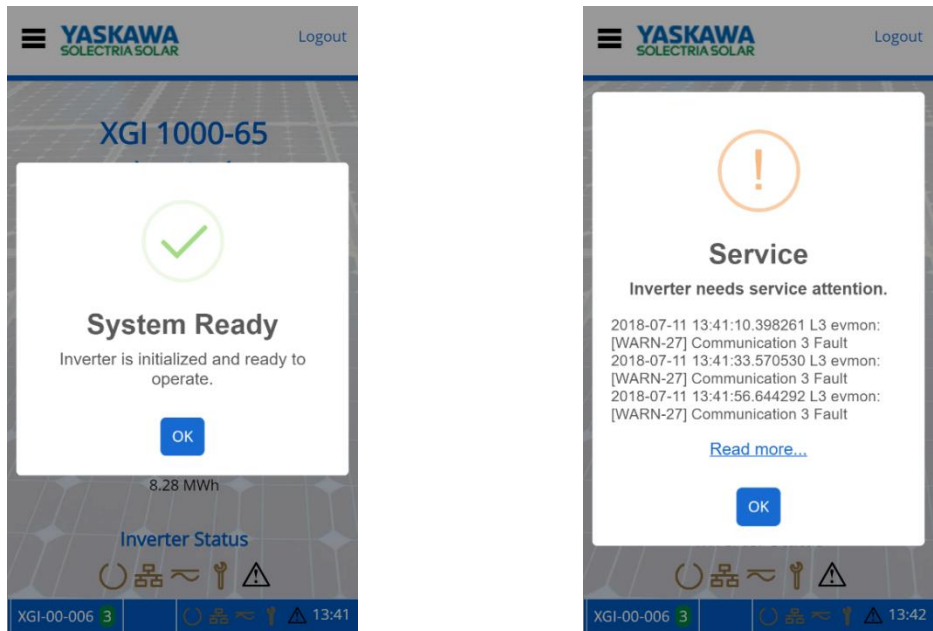 YASKAWA
SOLECTRIA SOLAR
Logout
XGI 1000-65
System Ready
Inverter is initialized and ready to
operate.
OK
8.28 MWh
Inverter Status
XGI-00-006 3
13:41
YASKAWA
SOLECTRIA SOLAR
Logout
!
Service
Inverter needs service attention.
2018-07-11 13:41:10.398261 L3 evmon:
[WARN-27] Communication 3 Fault
2018-07-11 13:41:33.570530 L3 evmon:
[WARN-27] Communication 3 Fault
2018-07-11 13:41:56.644292 L3 evmon:
[WARN-27] Communication 3 Fault
Read more...
OK
XGI-00-006 3
13:42